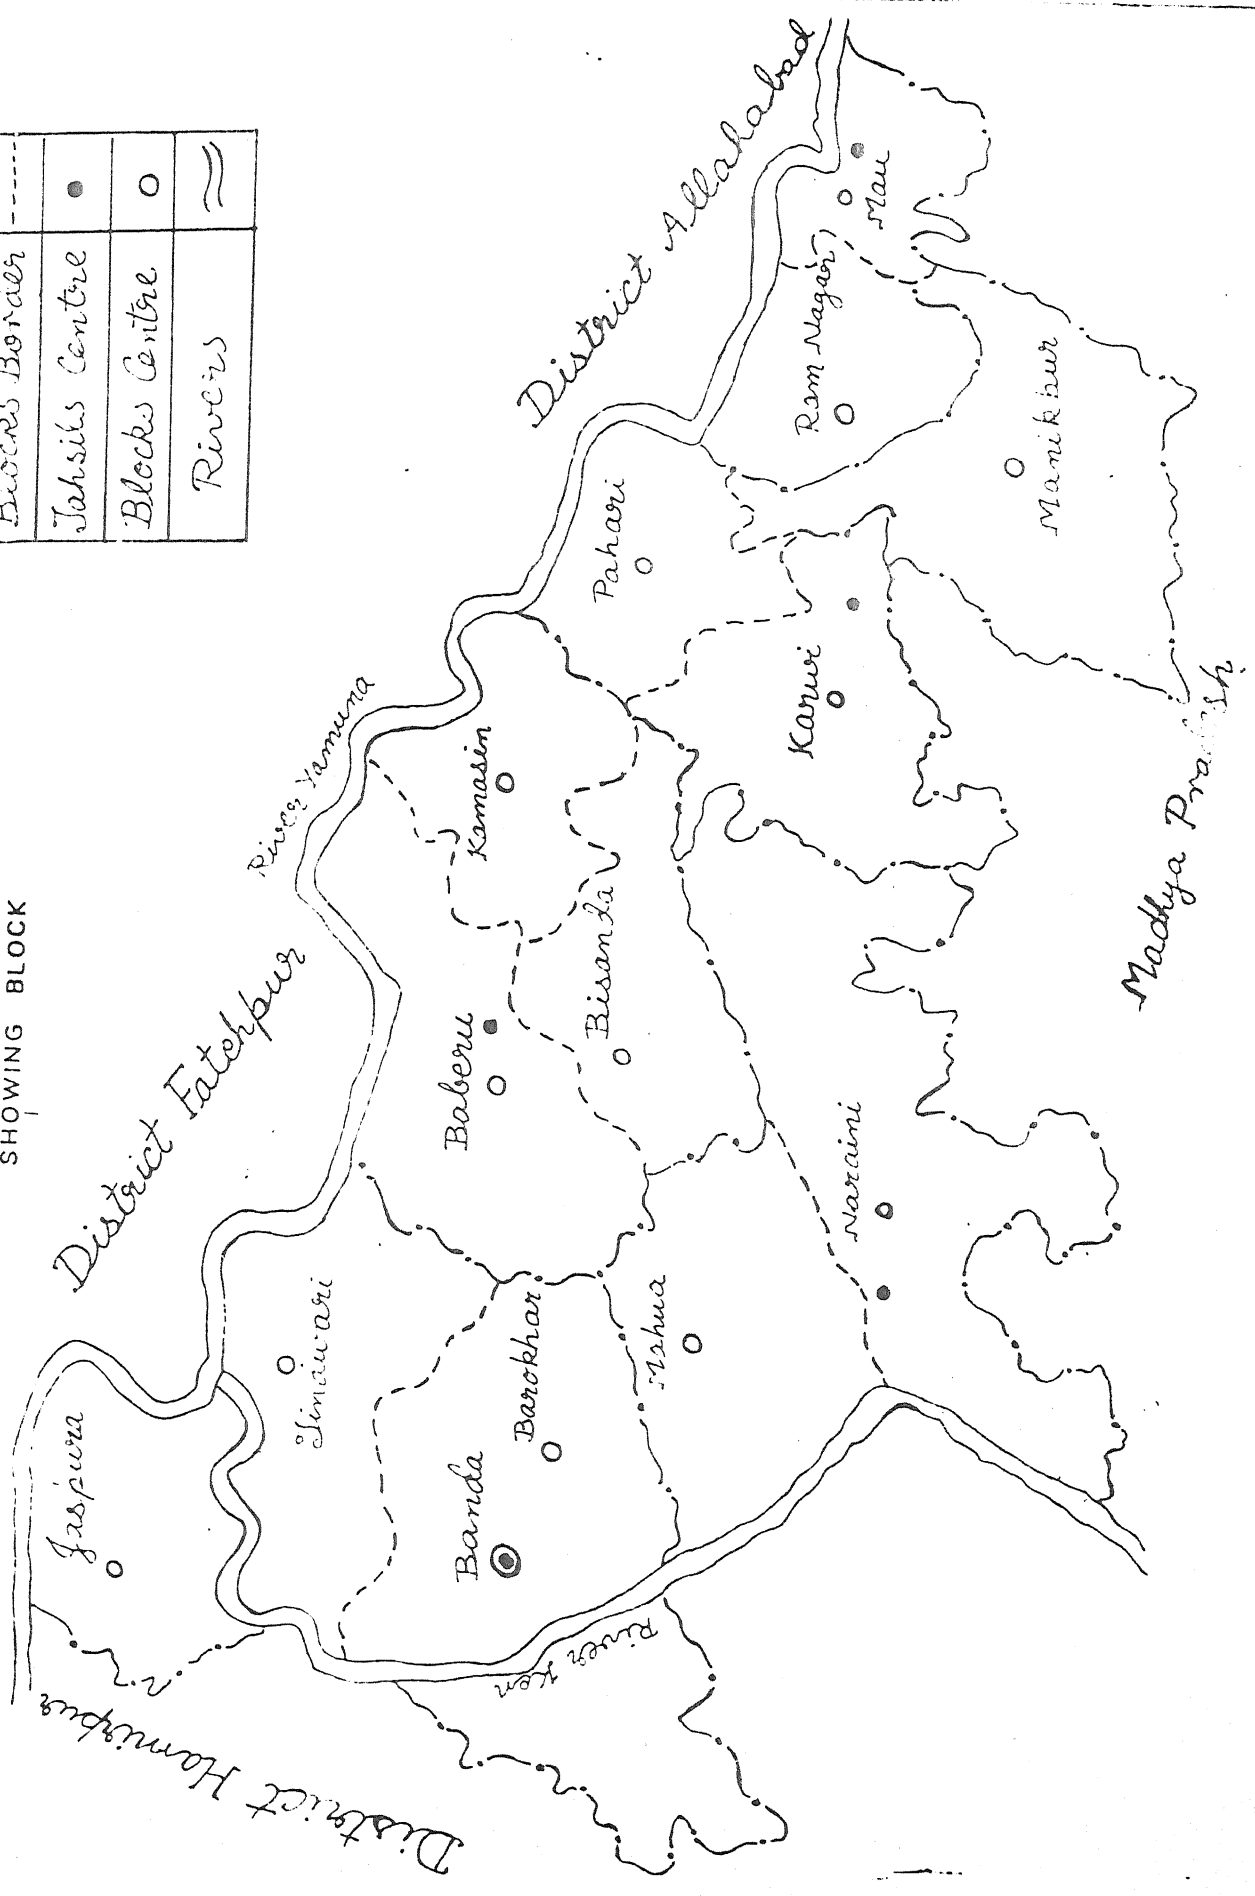 SHOWING BLOCK
Blocks Border
Tahsils Centre
Blocks Centre
Rivers
District Fatehpur
River Yamuna
District Allahabad
District Hamirpur
River Ken
Jaspura
Tindwari
Banda
Barokhar
Mahua
Baberu
Bisanda
Kamasin
Naraini
Pahari
Karwi
Ram Nagar
Mau
Manikpur
Madhya Pradesh